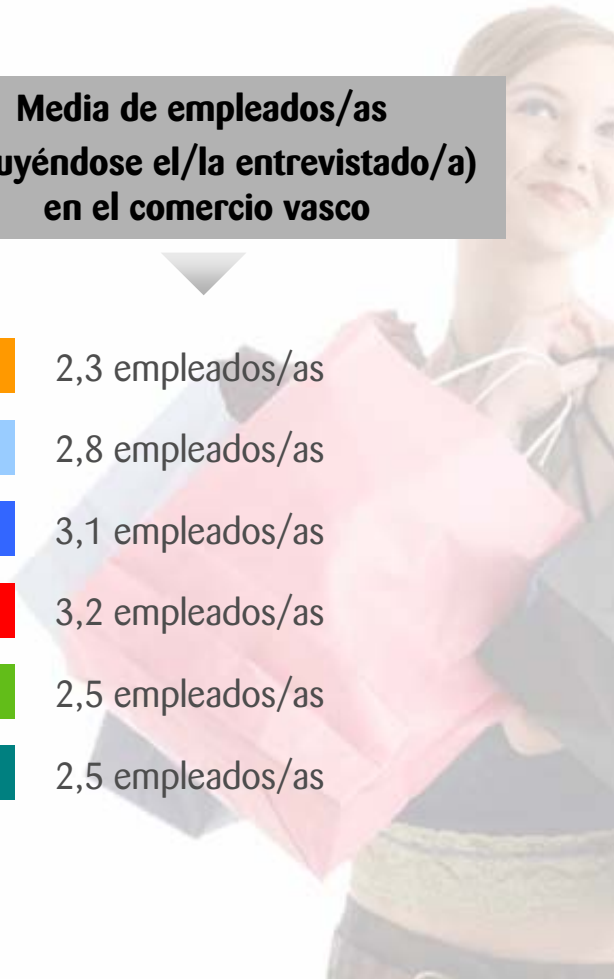 Media de empleados/as
uyéndose el/la entrevistado/a)
en el comercio vasco
2,3 empleados/as
2,8 empleados/as
3,1 empleados/as
3,2 empleados/as
2,5 empleados/as
2,5 empleados/as